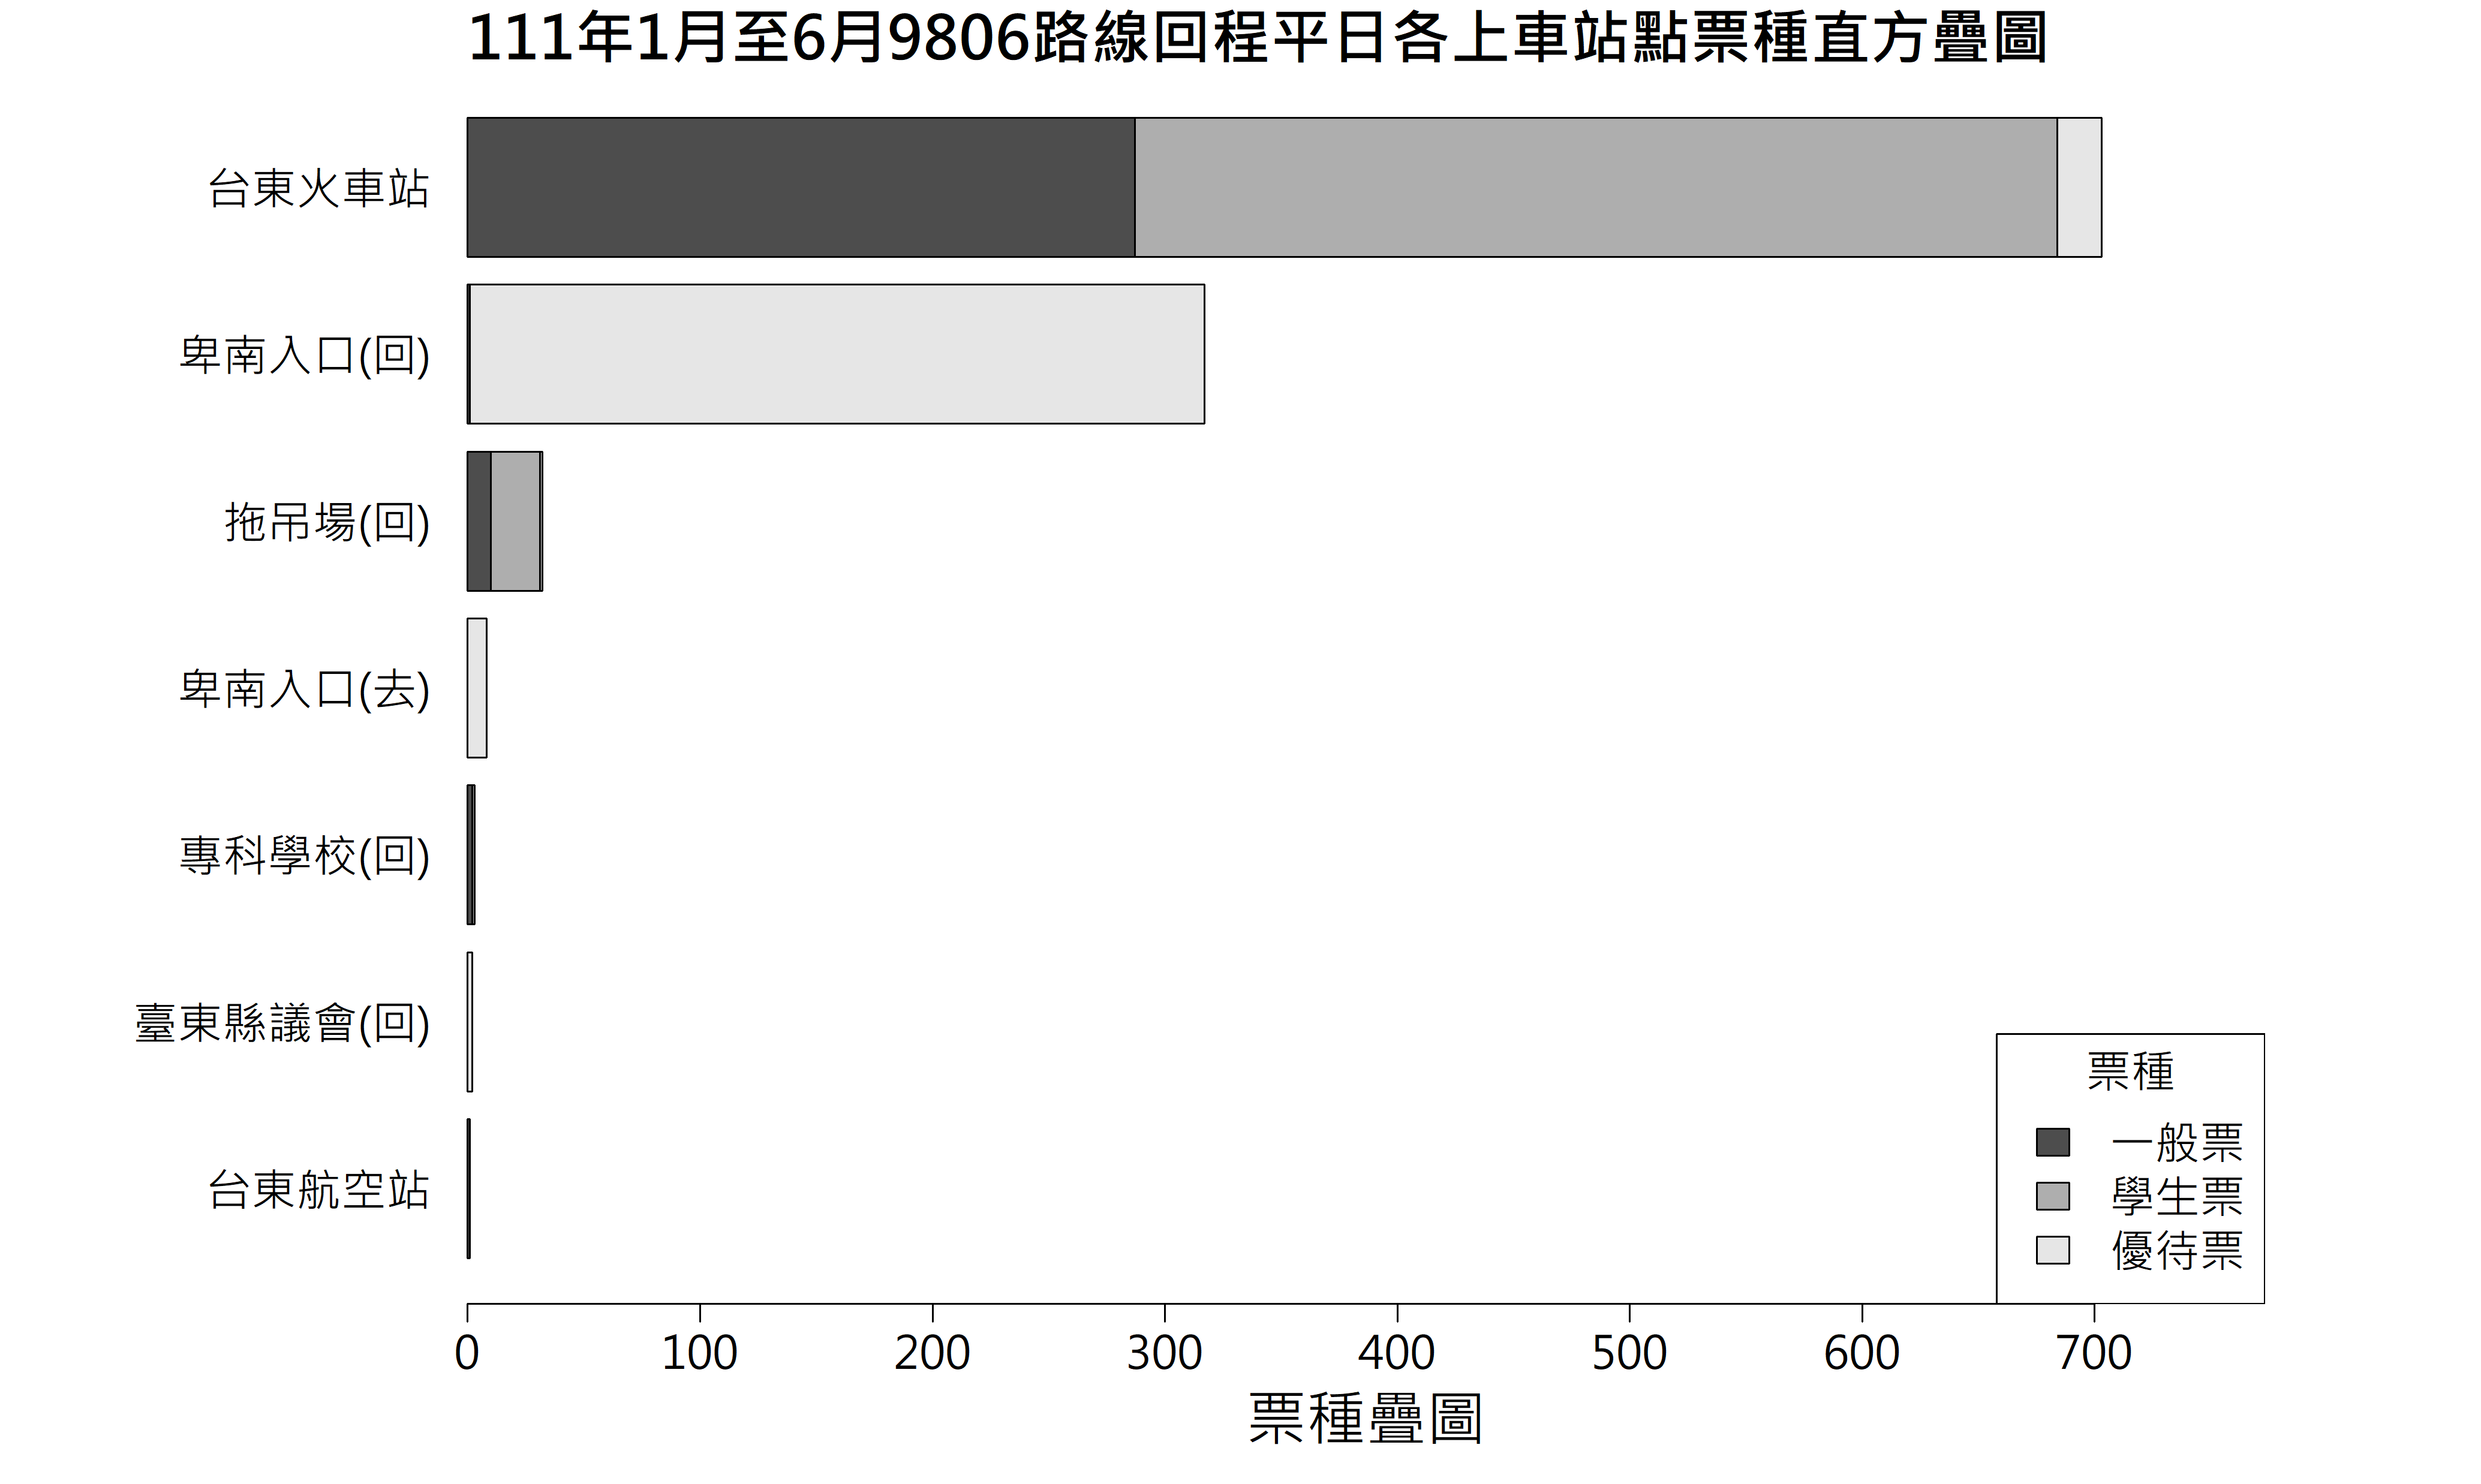 111年1月至6月9806路線回程平日各上車站點票種直方疊圖
台東火車站
卑南入口(回)
拖吊場(回)
卑南入口(去)
專科學校(回)
臺東縣議會(回)
台東航空站
票種
一般票
學生票
優待票
0 100 200 300 400 500 600 700
票種疊圖